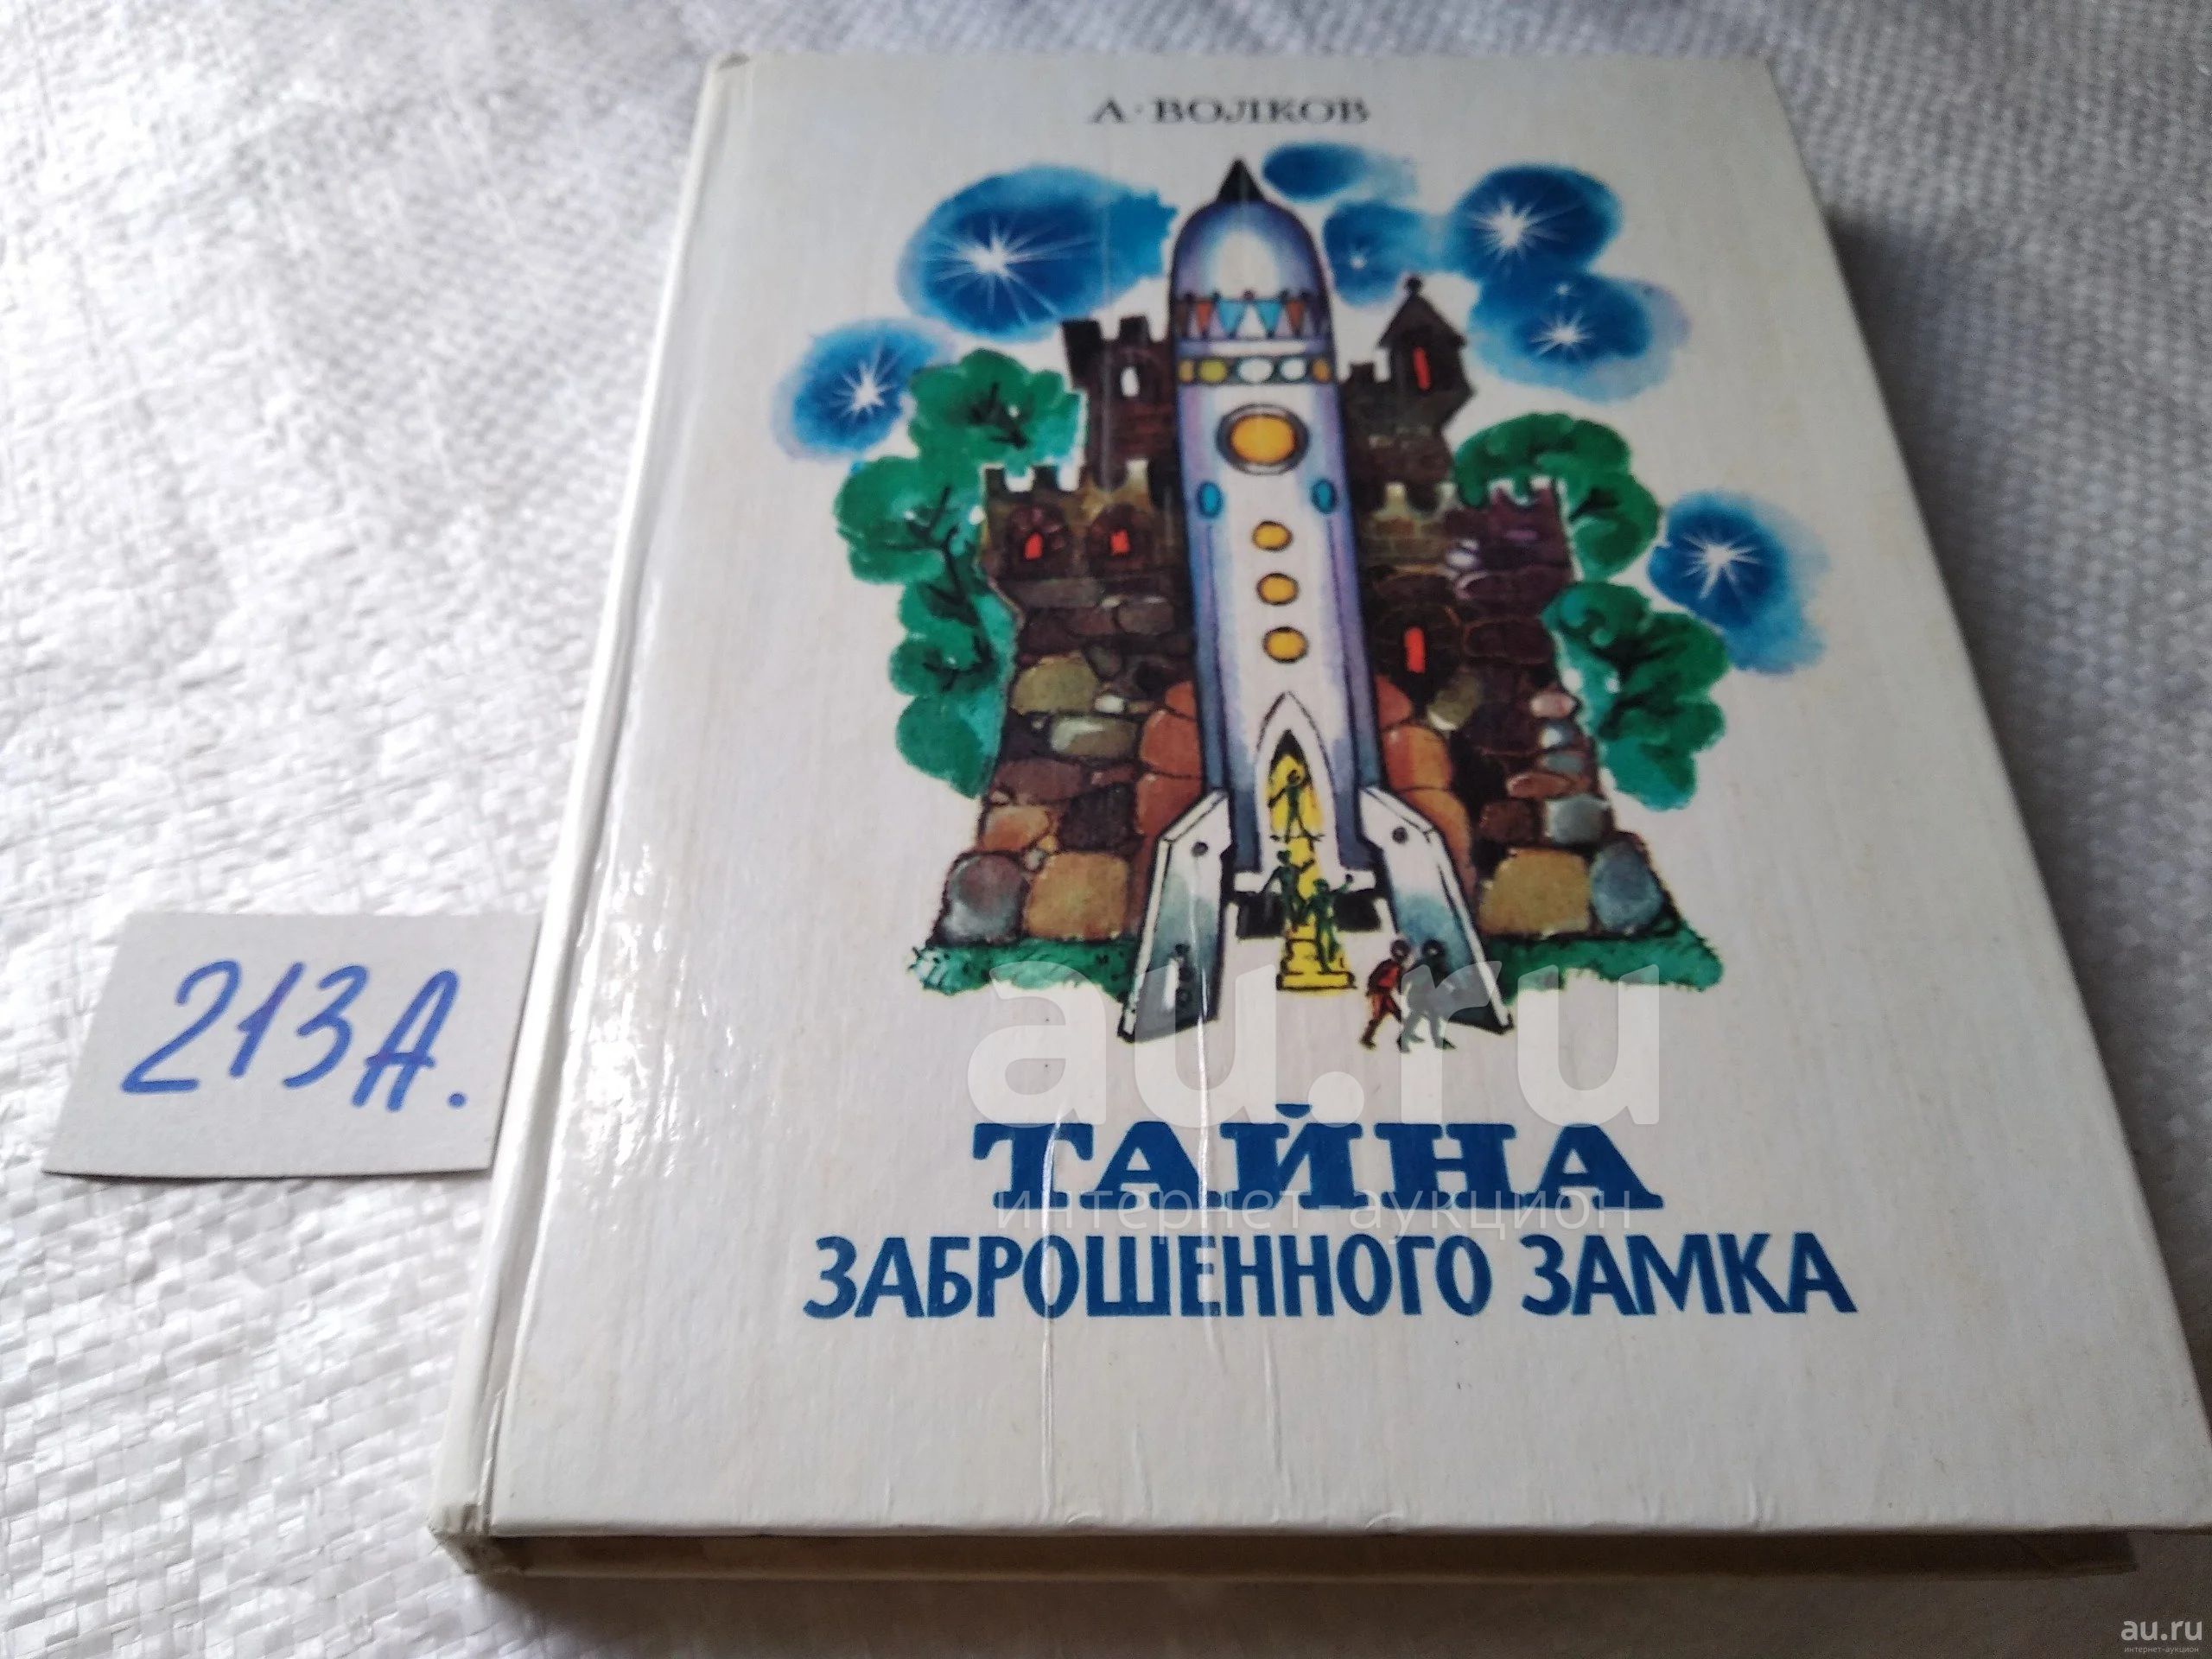 А·ВОЛКОВ
213А.
au.ru
ТАЙНА
интернет-аукцион
ЗАБРОШЕННОГО ЗАМКА
au.ru
интернет-аукцион